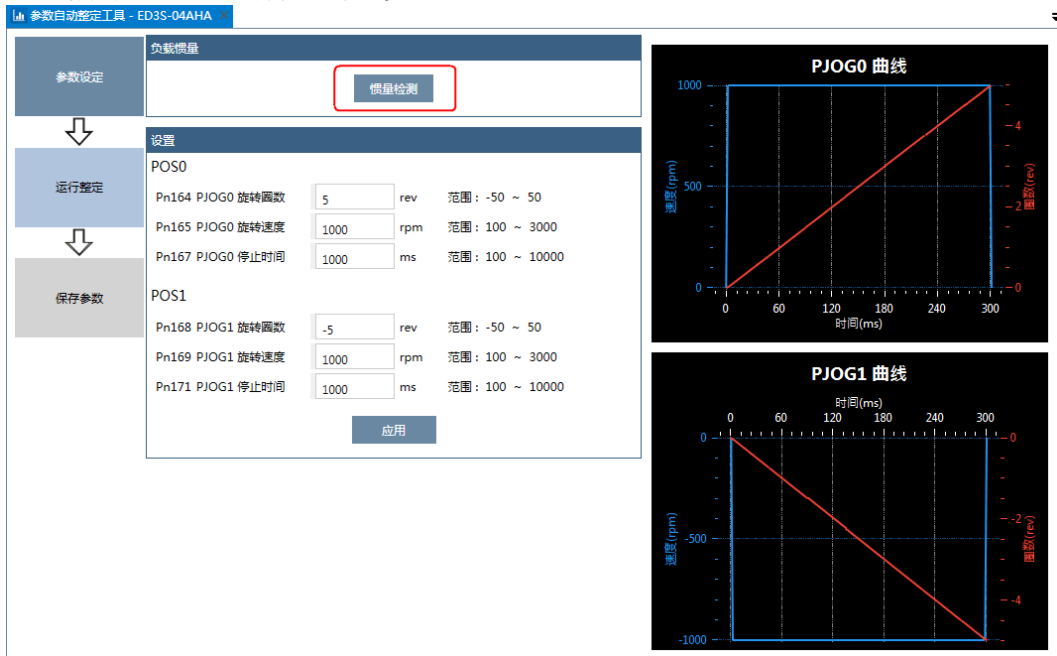 参数自动整定工具 - ED3S-04AHA ×
参数设定
运行整定
保存参数
负载惯量
惯量检测
设置
POS0
Pn164 PJOG0 旋转圈数 5 rev 范围：-50 ~ 50
Pn165 PJOG0 旋转速度 1000 rpm 范围：100 ~ 3000
Pn167 PJOG0 停止时间 1000 ms 范围：100 ~ 10000
POS1
Pn168 PJOG1 旋转圈数 -5 rev 范围：-50 ~ 50
Pn169 PJOG1 旋转速度 1000 rpm 范围：100 ~ 3000
Pn171 PJOG1 停止时间 1000 ms 范围：100 ~ 10000
应用
PJOG0 曲线
1000
500
0
速度(rpm)
4
2
0
圈数(rev)
0 60 120 180 240 300
时间(ms)
PJOG1 曲线
时间(ms)
0 60 120 180 240 300
0
-500
-1000
速度(rpm)
0
-2
-4
圈数(rev)